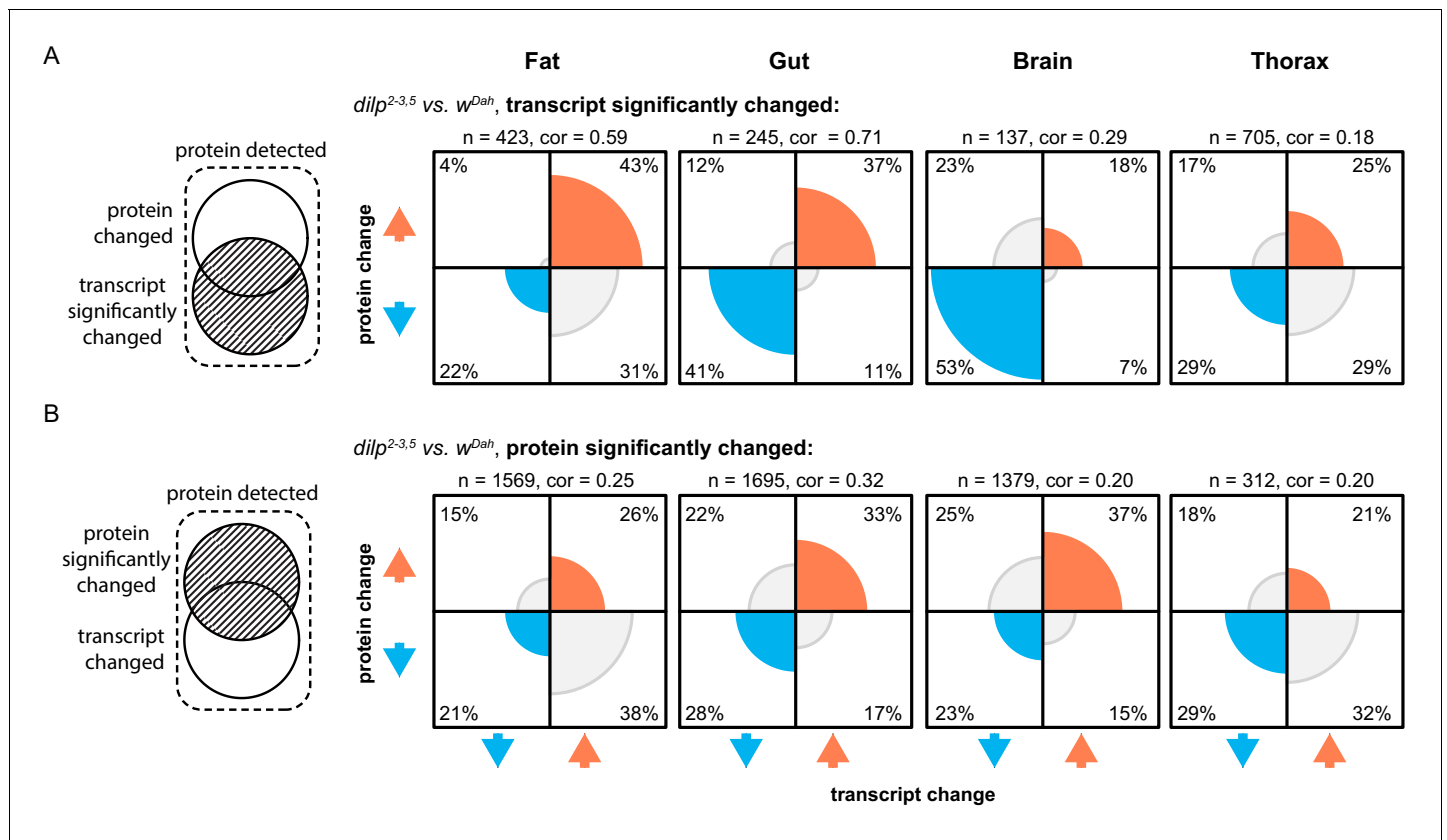 A
Fat Gut Brain Thorax
dilp2-3,5 vs. wDah, transcript significantly changed:
n = 423, cor = 0.59 n = 245, cor = 0.71 n = 137, cor = 0.29 n = 705, cor = 0.18
protein detected
protein
changed
transcript
significantly
changed
protein change
4% 43% 12% 37% 23% 18% 17% 25%
22% 31% 41% 11% 53% 7% 29% 29%
B
dilp2-3,5 vs. wDah, protein significantly changed:
n = 1569, cor = 0.25 n = 1695, cor = 0.32 n = 1379, cor = 0.20 n = 312, cor = 0.20
protein detected
protein
significantly
changed
transcript
changed
protein change
15% 26% 22% 33% 25% 37% 18% 21%
21% 38% 28% 17% 23% 15% 29% 32%
transcript change